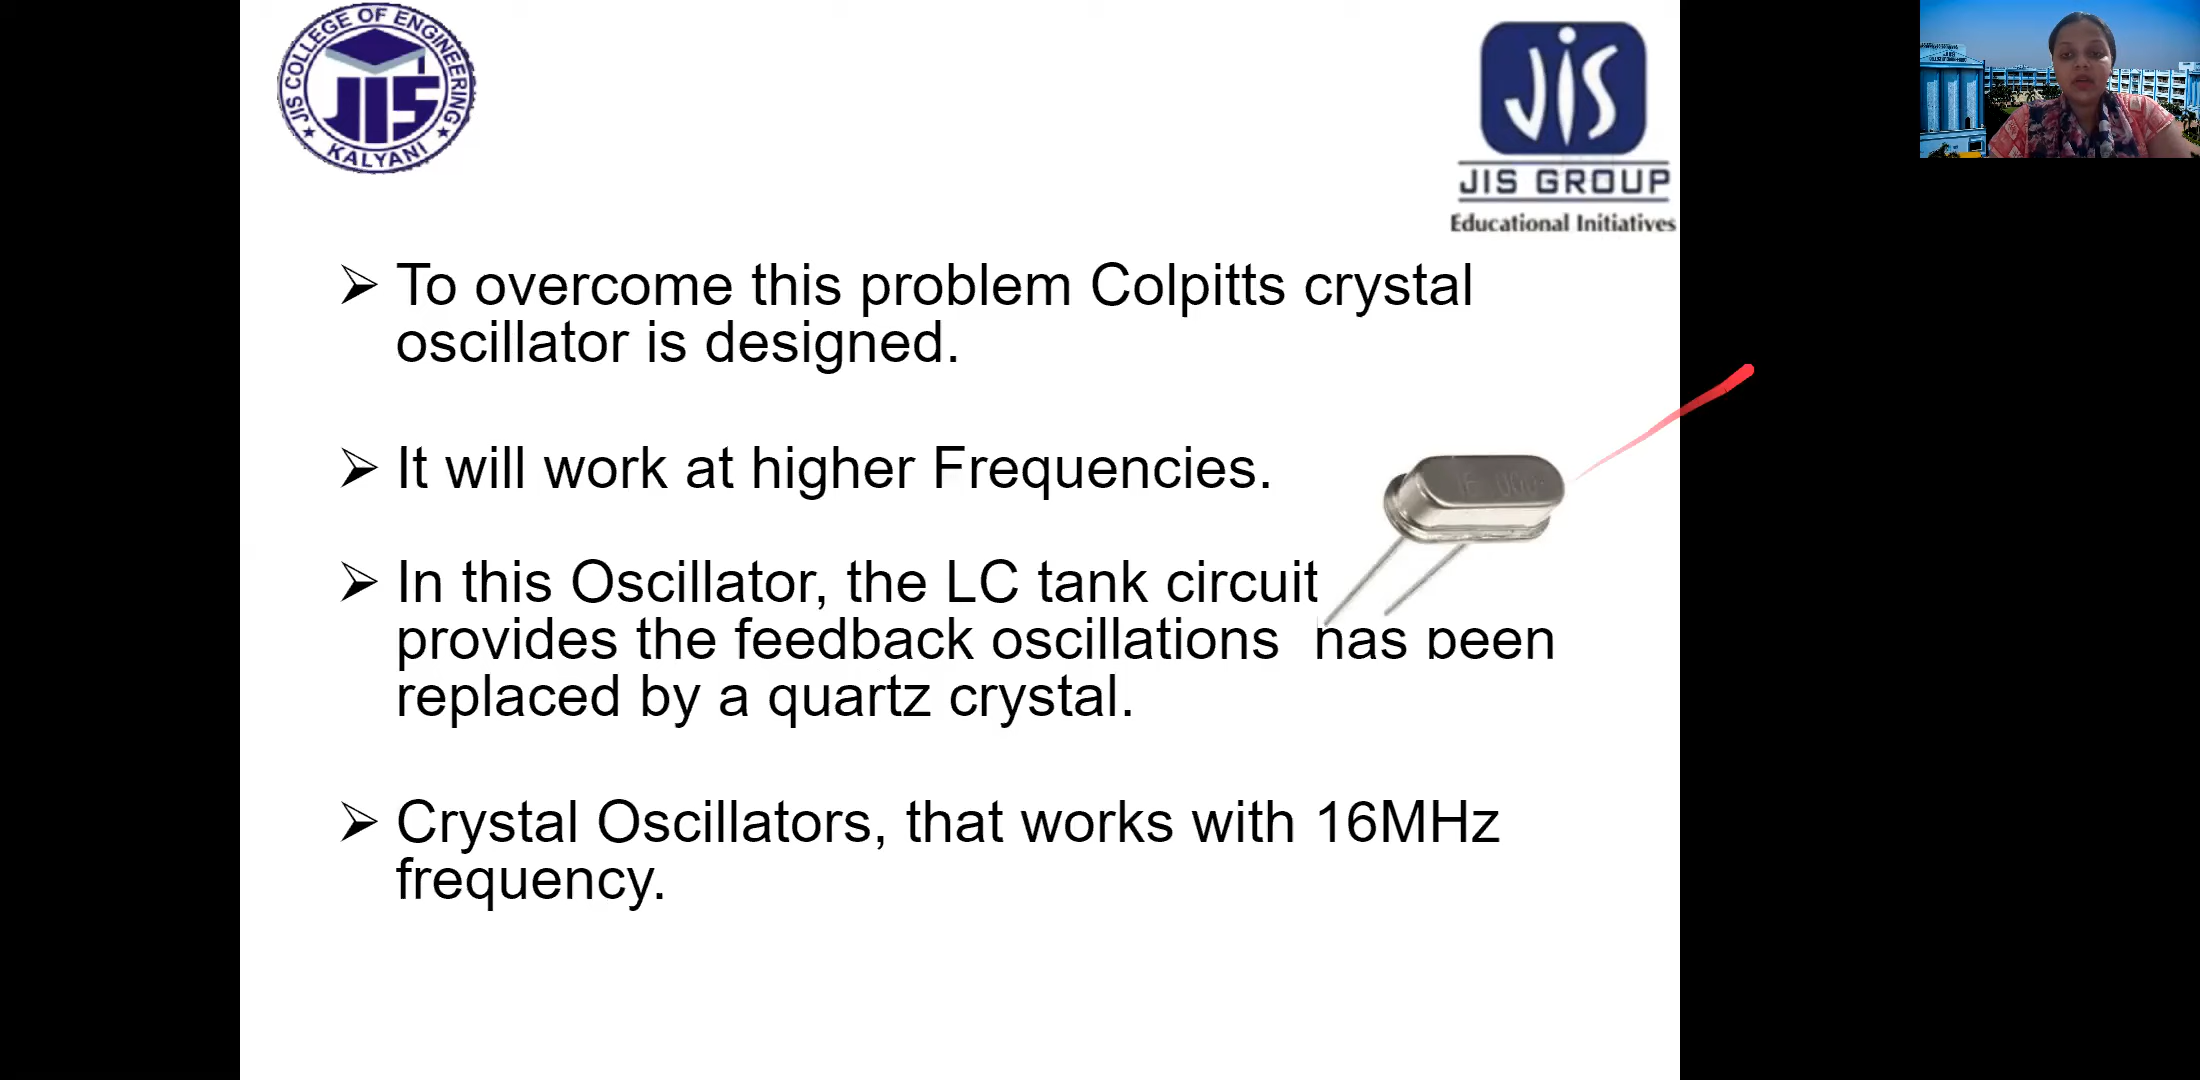 JIS COLLEGE OF ENGINEERING
JIS
KALYANI
JIS
JIS GROUP
Educational Initiatives
To overcome this problem Colpitts crystal
oscillator is designed.
It will work at higher Frequencies.
In this Oscillator, the LC tank circuit
provides the feedback oscillations has been
replaced by a quartz crystal.
Crystal Oscillators, that works with 16MHz
frequency.